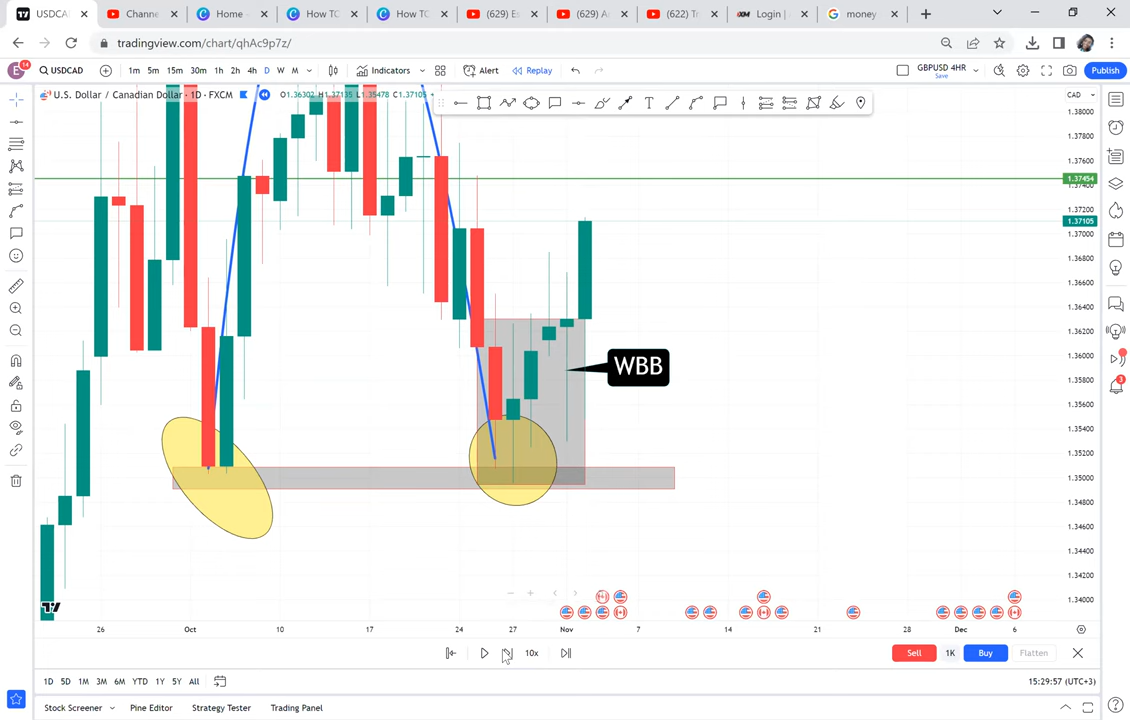 USDCAD
Channe
Home -
How TC
How TC
(629) Es
(629) A
(622) Tr
Login |
money
tradingview.com/chart/qhAc9p7z/
E 14 USDCAD 1m 5m 15m 30m 1h 2h 4h D W M Indicators Alert Replay
GBPUSD 4HR
Save
Publish
U.S. Dollar / Canadian Dollar · 1D · FXCM O1.36302 H1.37135 L1.35478 C1.37105
CAD
1.38000
1.37800
1.37600
1.37454
1.37400
1.37200
1.37105
1.37000
1.36800
1.36600
1.36400
1.36200
1.36000
1.35800
1.35600
1.35400
1.35200
1.35000
1.34800
1.34600
1.34400
1.34200
1.34000
WBB
3
26 Oct 10 17 24 27 Nov 7 14 21 28 Dec 6
10x
Sell 1K Buy Flatten
1D 5D 1M 3M 6M YTD 1Y 5Y All
15:29:57 (UTC+3)
Stock Screener Pine Editor Strategy Tester Trading Panel